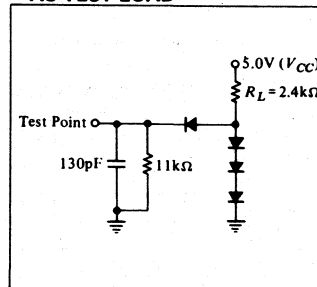 5.0V (VCC)
RL = 2.4kΩ
Test Point
130pF
11kΩ